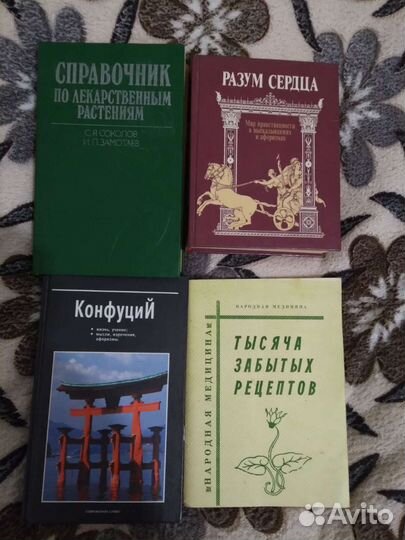 СПРАВОЧНИК
ПО ЛЕКАРСТВЕННЫМ
РАСТЕНИЯМ
С.Я. СОКОЛОВ
И.П. ЗАМОТАЕВ
РАЗУМ СЕРДЦА
Мир нравственности
в высказываниях
и афоризмах
КонфуциЙ
• жизнь, учение;
• мысли, изречения,
афоризмы.
НАРОДНАЯ МЕДИЦИНА
НАРОДНАЯ МЕДИЦИНА
ТЫСЯЧА
ЗАБЫТЫХ
РЕЦЕПТОВ
Avito